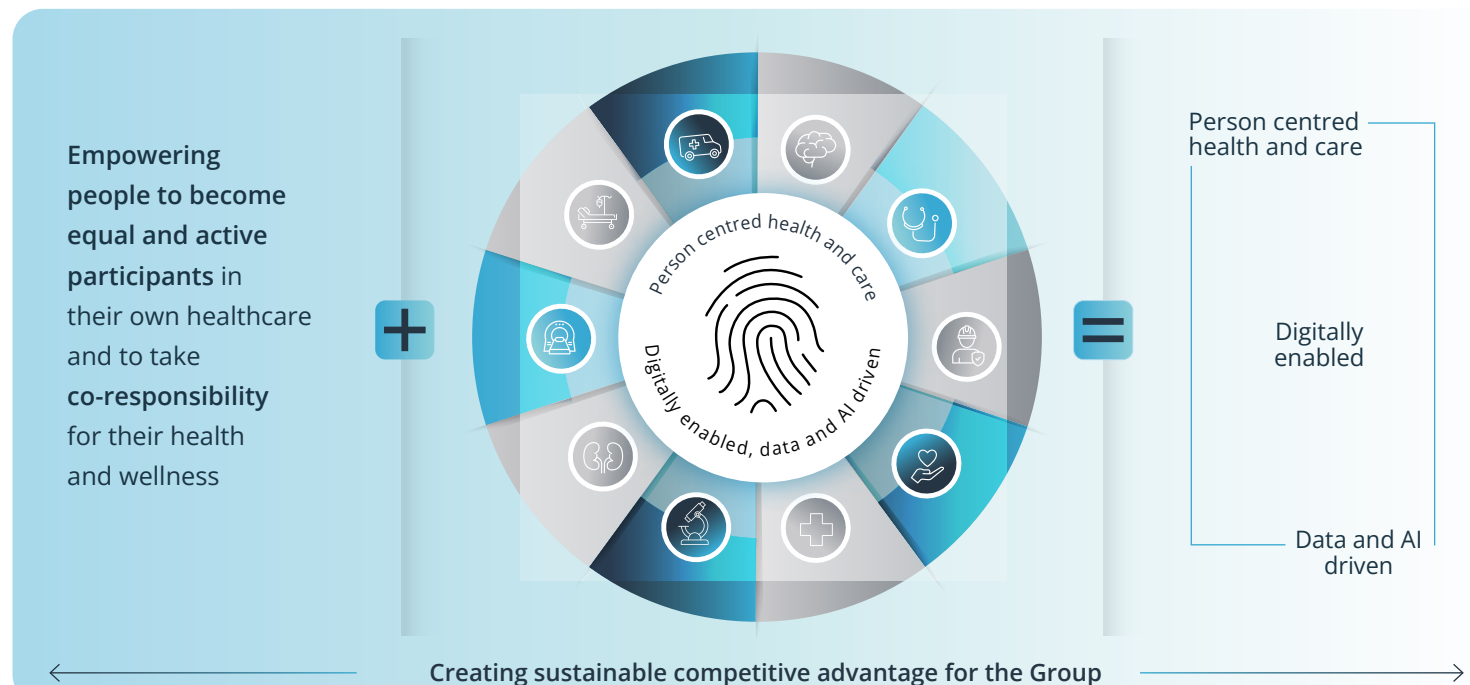 Empowering
people to become
equal and active
participants in
their own healthcare
and to take
co-responsibility
for their health
and wellness
+
Person centred health and care
Digitally enabled, data and AI driven
=
Person centred
health and care
Digitally
enabled
Data and AI
driven
Creating sustainable competitive advantage for the Group